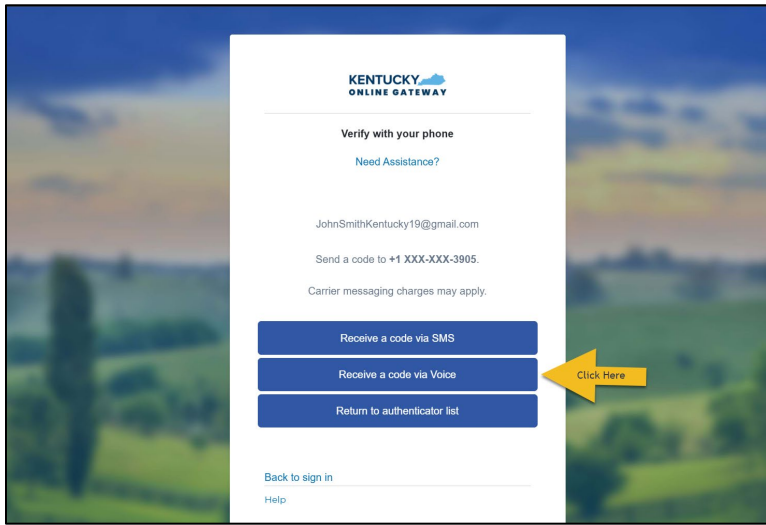 KENTUCKY
ONLINE GATEWAY
Verify with your phone
Need Assistance?
JohnSmithKentucky19@gmail.com
Send a code to +1 XXX-XXX-3905.
Carrier messaging charges may apply.
Receive a code via SMS
Receive a code via Voice
Click Here
Return to authenticator list
Back to sign in
Help